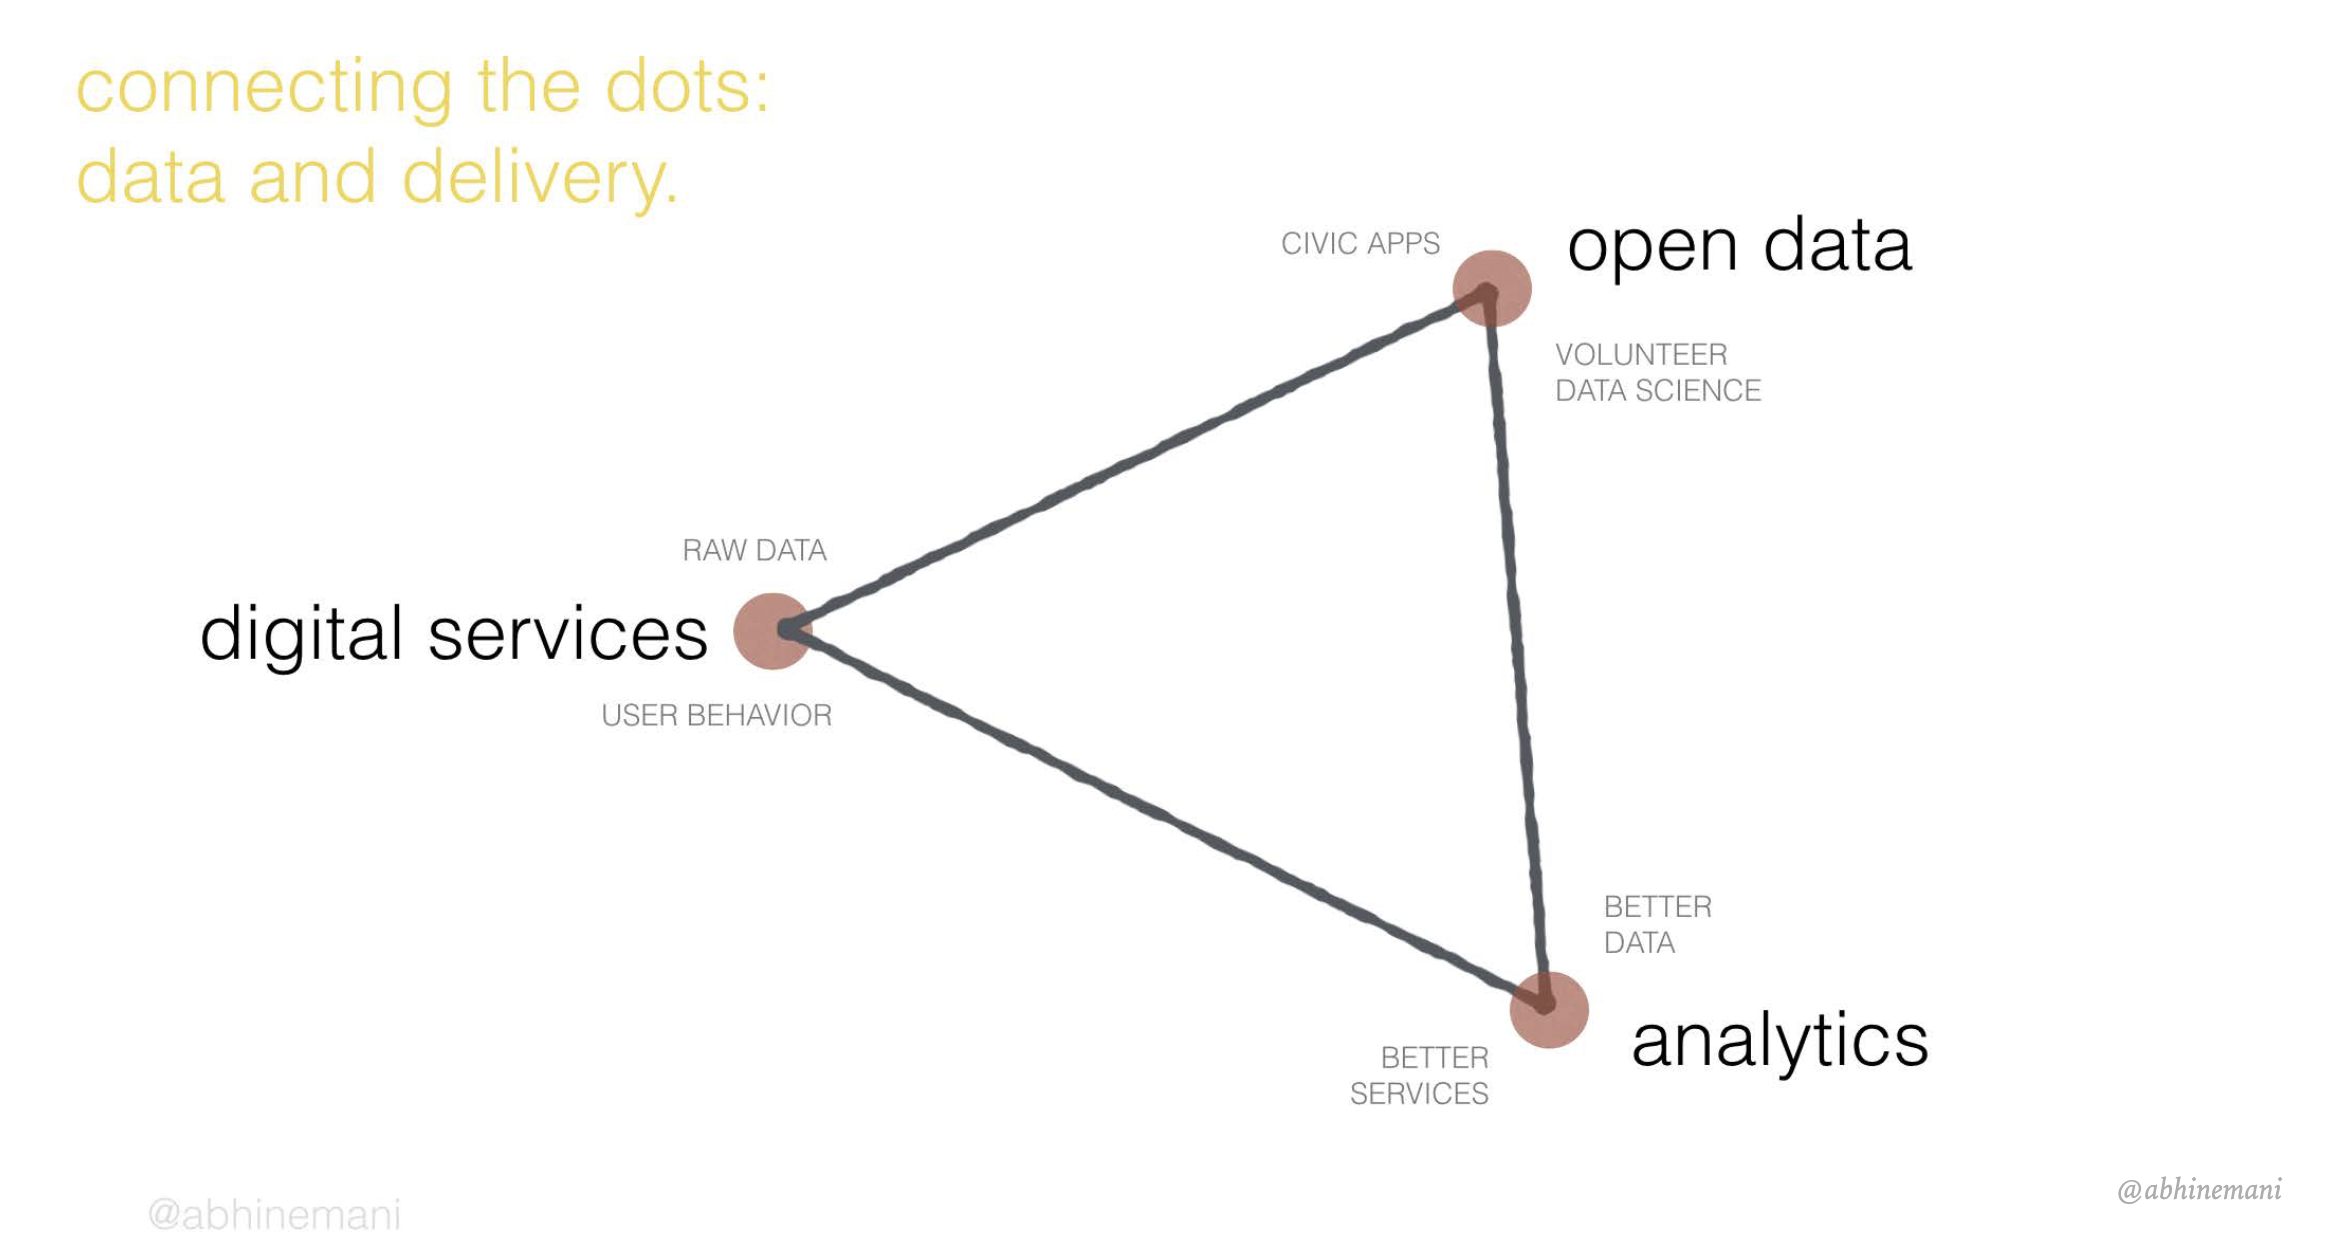 connecting the dots:
data and delivery.
CIVIC APPS
open data
VOLUNTEER
DATA SCIENCE
RAW DATA
digital services
USER BEHAVIOR
BETTER
DATA
analytics
BETTER
SERVICES
@abhinemani
@abhinemani